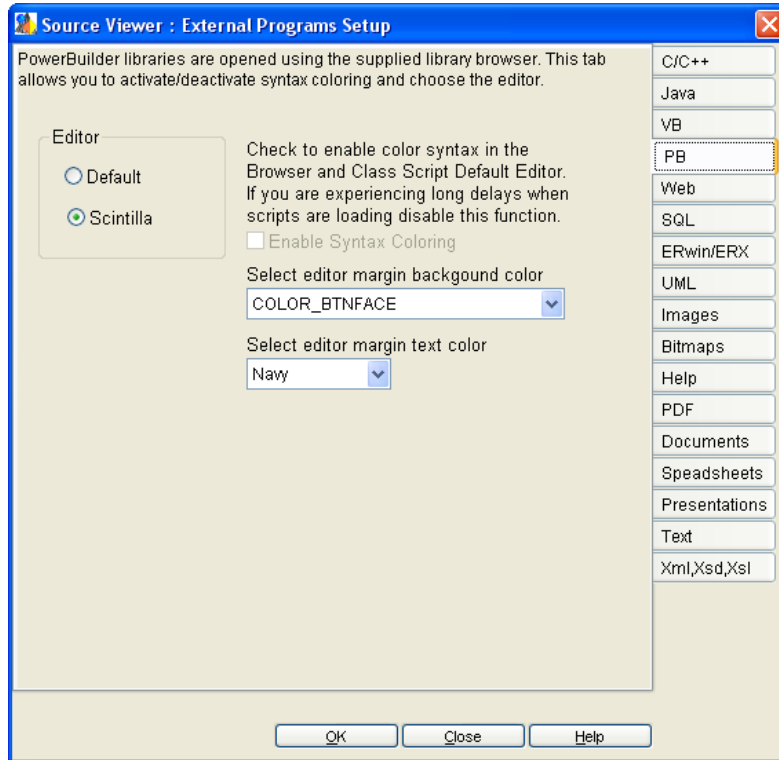 Source Viewer : External Programs Setup
PowerBuilder libraries are opened using the supplied library browser. This tab
allows you to activate/deactivate syntax coloring and choose the editor.
Editor
Default
Scintilla
Check to enable color syntax in the
Browser and Class Script Default Editor.
If you are experiencing long delays when
scripts are loading disable this function.
Enable Syntax Coloring
Select editor margin backgound color
COLOR_BTNFACE
Select editor margin text color
Navy
C/C++
Java
VB
PB
Web
SQL
ERwin/ERX
UML
Images
Bitmaps
Help
PDF
Documents
Speadsheets
Presentations
Text
Xml,Xsd,Xsl
OK
Close
Help